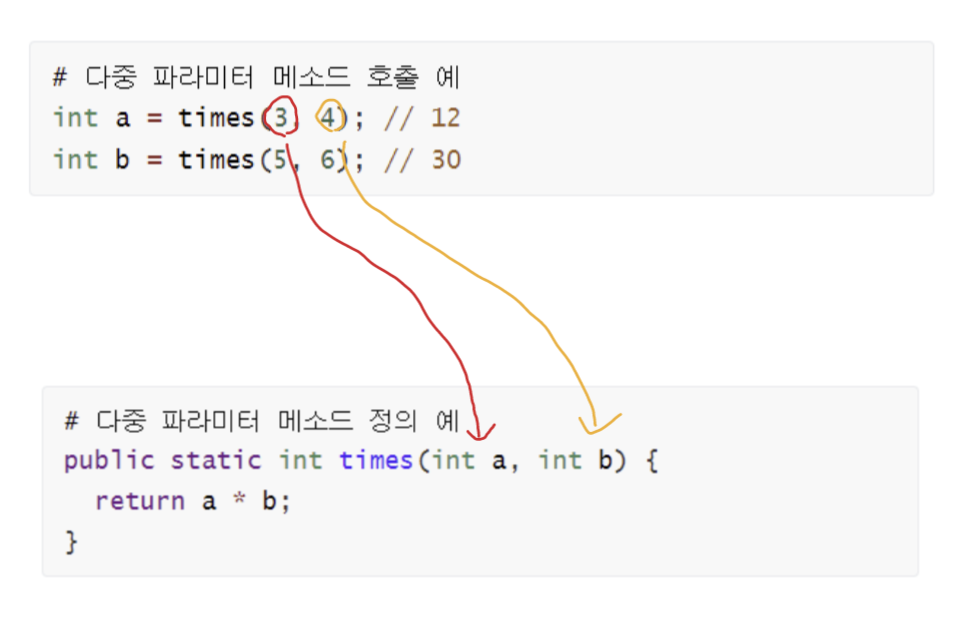 # 다중 파라미터 메소드 호출 예
int a = times(3, 4); // 12
int b = times(5, 6); // 30
# 다중 파라미터 메소드 정의 예
public static int times(int a, int b) {
return a * b;
}